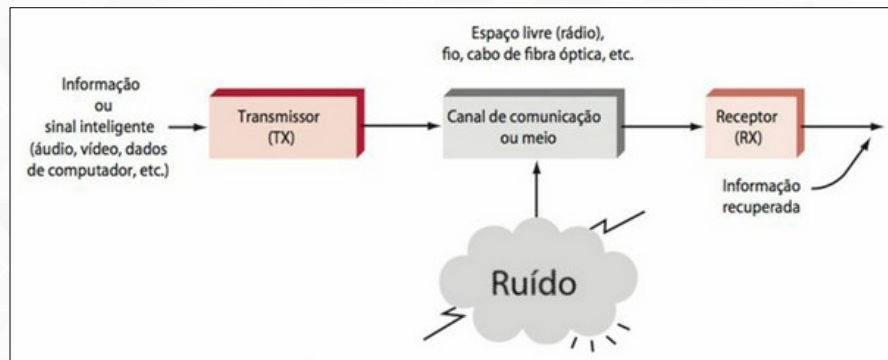 Espaço livre (rádio),
fio, cabo de fibra óptica, etc.
Informação
ou
sinal inteligente
(áudio, vídeo, dados
de computador, etc.)
Transmissor
(TX)
Canal de comunicação
ou meio
Receptor
(RX)
Informação
recuperada
Ruído